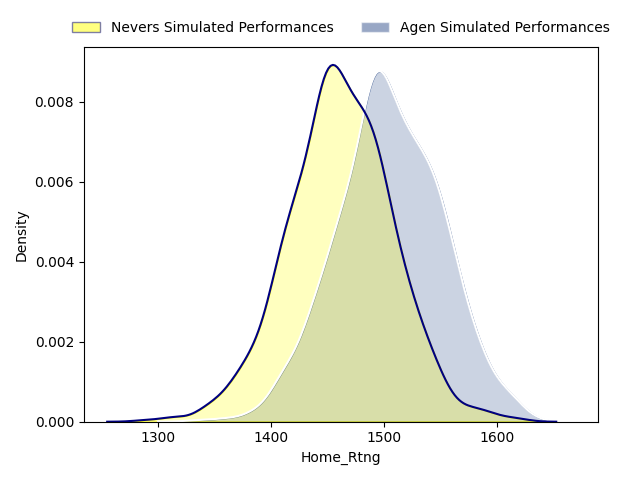 Nevers Simulated Performances Agen Simulated Performances
0.008
0.006
0.004
0.002
0.000
Density
1300 1400 1500 1600
Home_Rtng